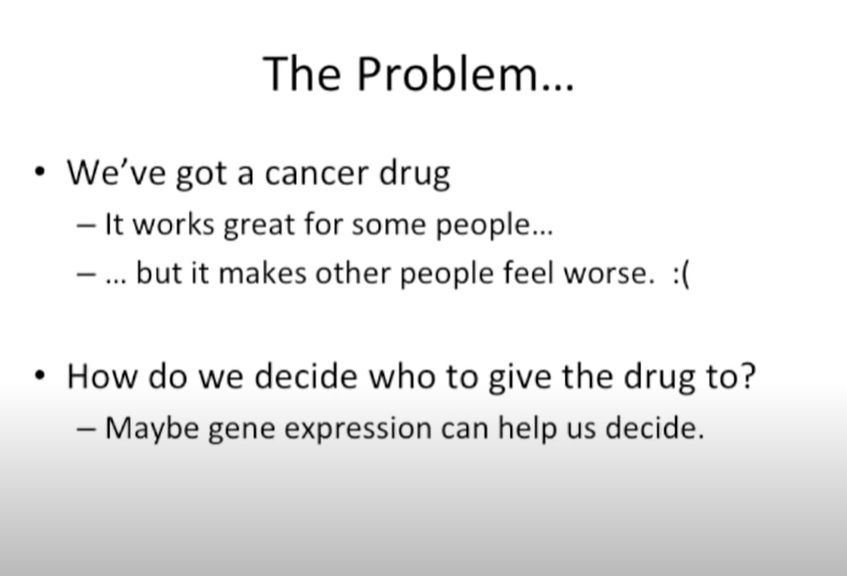 The Problem...
• We've got a cancer drug
– It works great for some people...
– ... but it makes other people feel worse.  :(
• How do we decide who to give the drug to?
– Maybe gene expression can help us decide.